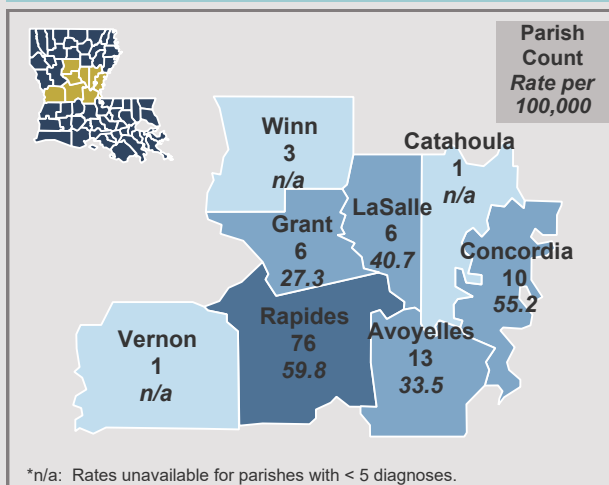 Parish
Count
Rate per
100,000
Winn
3
n/a
Catahoula
1
n/a
Grant
6
27.3
LaSalle
6
40.7
Concordia
10
55.2
Vernon
1
n/a
Rapides
76
59.8
Avoyelles
13
33.5
*n/a:  Rates unavailable for parishes with < 5 diagnoses.